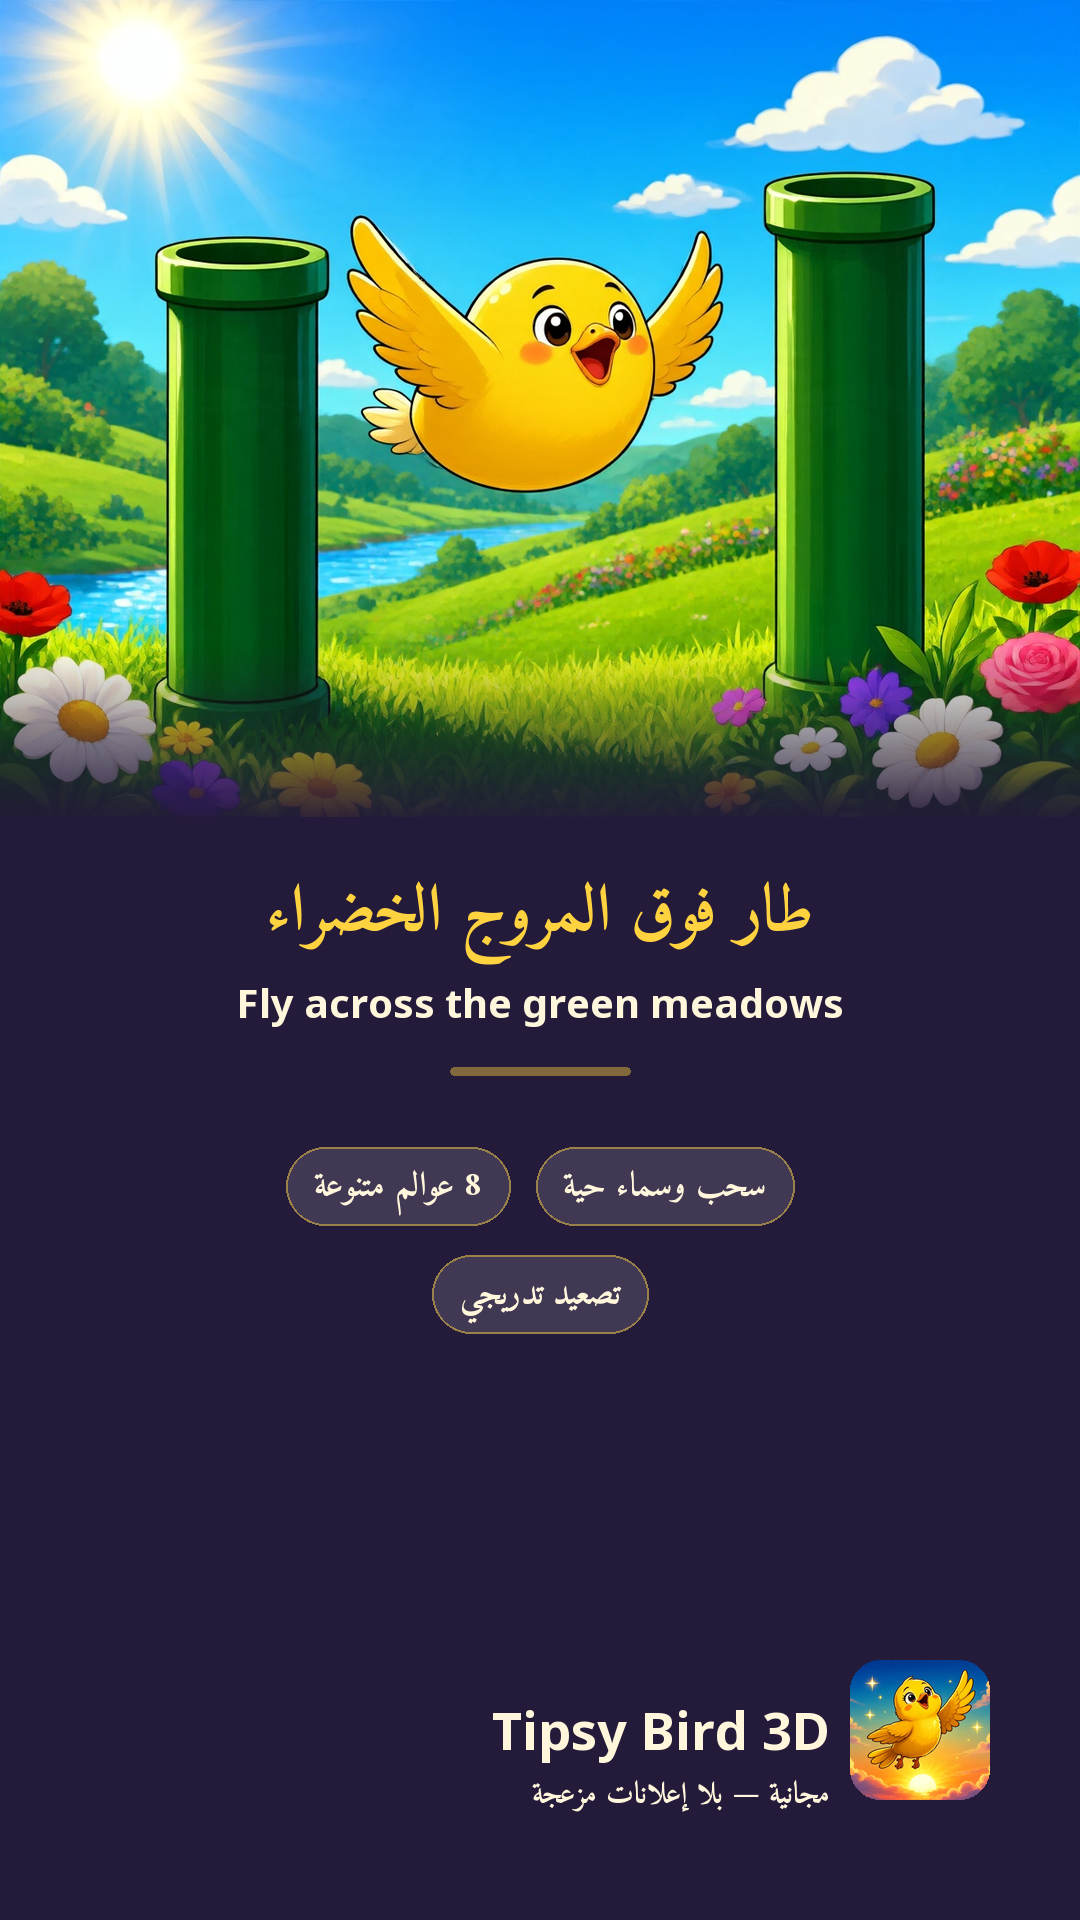 طار فوق المروج الخضراء
Fly across the green meadows
سحب وسماء حية
8 عوالم متنوعة
تصعيد تدريجي
Tipsy Bird 3D
مجانية — بلا إعلانات مزعجة